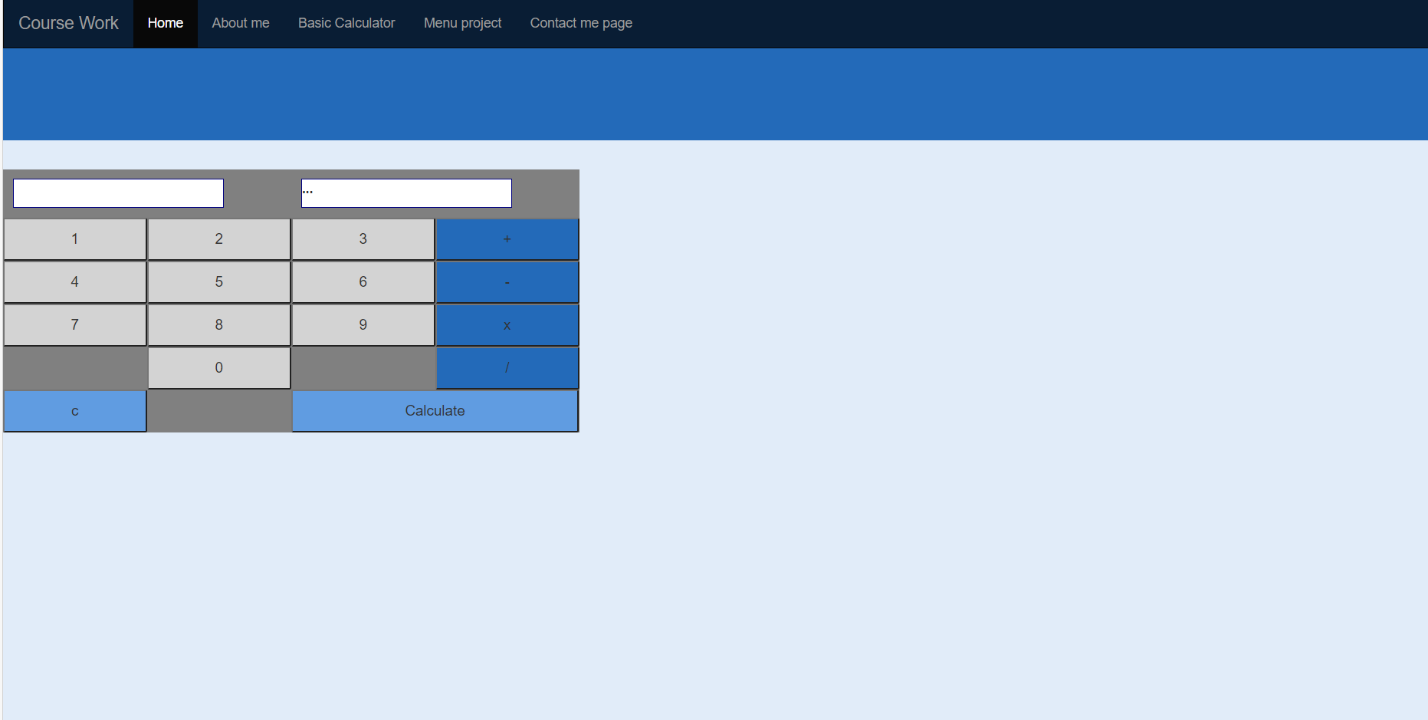 Course Work Home About me Basic Calculator Menu project Contact me page
...
1 2 3 +
4 5 6 -
7 8 9 x
0 /
c Calculate